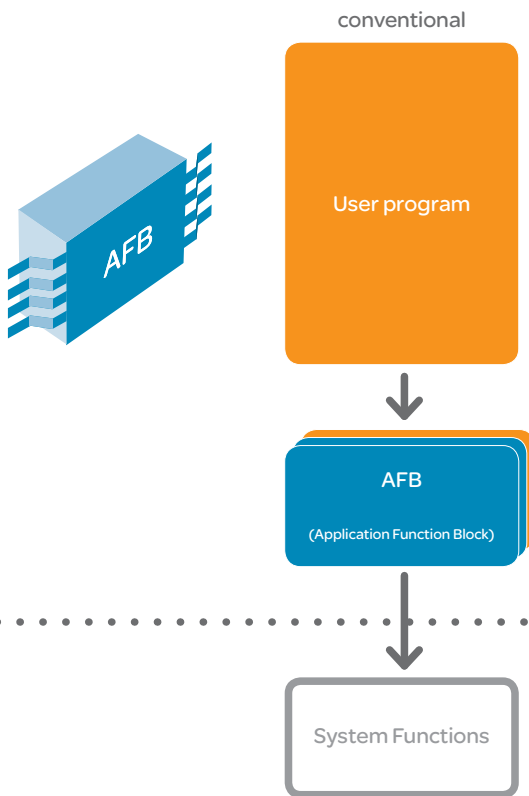 conventional
User program
AFB
AFB
(Application Function Block)
System Functions